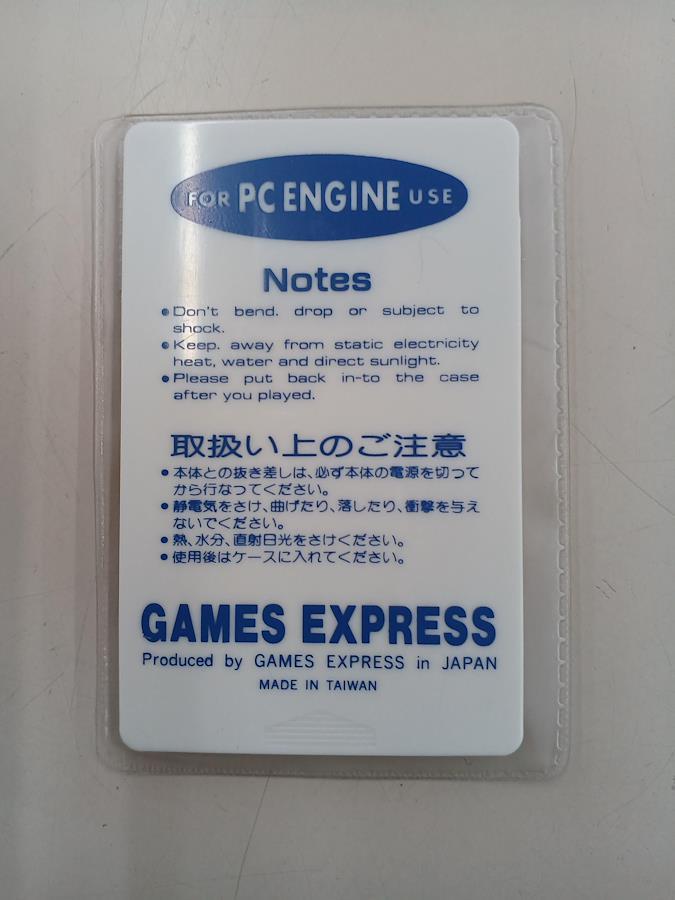 FOR PC ENGINE USE
Notes
●Don't bend. drop or subject to
shock.
●Keep. away from static electricity
heat, water and direct sunlight.
●Please put back in-to the case
after you played.
取扱い上のご注意
●本体との抜き差しは、必ず本体の電源を切って
から行なってください。
●静電気をさけ、曲げたり、落したり、衝撃を与え
ないでください。
●熱、水分、直射日光をさけください。
●使用後はケースに入れてください。
GAMES EXPRESS
Produced by GAMES EXPRESS in JAPAN
MADE IN TAIWAN